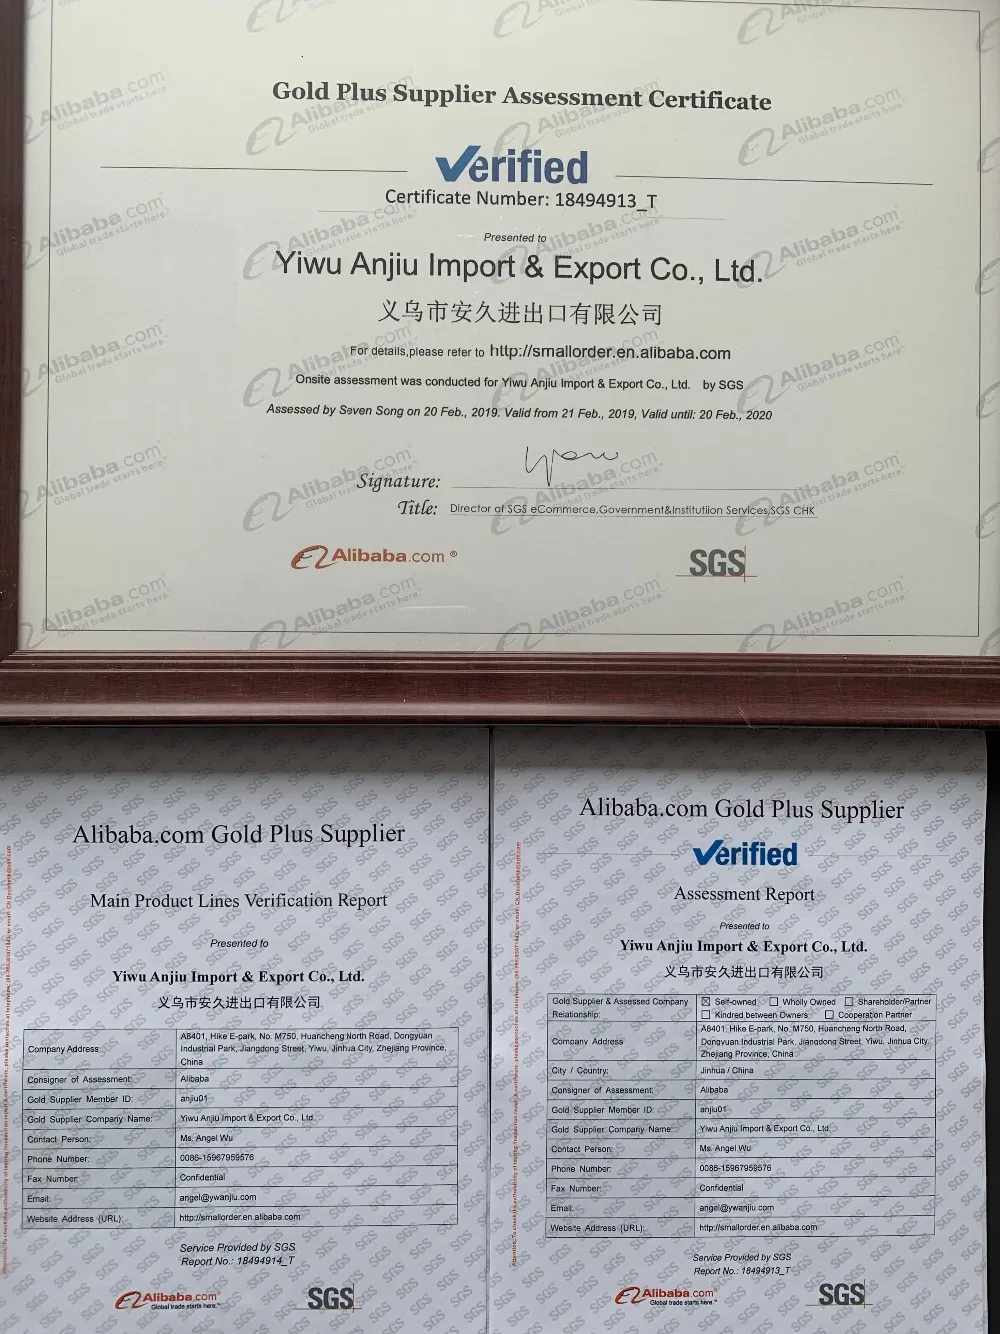 Gold Plus Supplier Assessment Certificate
Verified
Certificate Number: 18494913_T
Presented to
Yiwu Anjiu Import & Export Co., Ltd.
义乌市安久进出口有限公司
For details,please refer to http://smallorder.en.alibaba.com
Onsite assessment was conducted for Yiwu Anjiu Import & Export Co., Ltd. by SGS
Assessed by Seven Song on 20 Feb., 2019. Valid from 21 Feb., 2019, Valid until: 20 Feb., 2020
Signature:
Title: Director of SGS eCommerce,Government&Institutiion Services,SGS CHK
Alibaba.com ®
SGS
Alibaba.com Gold Plus Supplier
Main Product Lines Verification Report
Presented to
Yiwu Anjiu Import & Export Co., Ltd.
义乌市安久进出口有限公司
Company Address
A8401, Hike E-park, No. M750, Huancheng North Road, Dongyuan
Industrial Park, Jiangdong Street, Yiwu, Jinhua City, Zhejiang Province,
China
Consigner of Assessment: Alibaba
Gold Supplier Member ID: anjiu01
Gold Supplier Company Name: Yiwu Anjiu Import & Export Co., Ltd.
Contact Person: Ms. Angel Wu
Phone Number: 0086-15967959576
Fax Number: Confidential
Email: angel@ywanjiu.com
Website Address (URL): http://smallorder.en.alibaba.com
Service Provided by SGS
Report No.: 18494914_T
Alibaba.com
Global trade starts here.™
SGS
Alibaba.com Gold Plus Supplier
Verified
Assessment Report
Presented to
Yiwu Anjiu Import & Export Co., Ltd.
义乌市安久进出口有限公司
Gold Supplier & Assessed Company Relationship:
☒ Self-owned ☐ Wholly Owned ☐ Shareholder/Partner
☐ Kindred between Owners ☐ Cooperation Partner
Company Address
A8401, Hike E-park, No. M750, Huancheng North Road,
Dongyuan Industrial Park, Jiangdong Street, Yiwu, Jinhua City,
Zhejiang Province, China
City / Country: Jinhua / China
Consigner of Assessment: Alibaba
Gold Supplier Member ID: anjiu01
Gold Supplier Company Name: Yiwu Anjiu Import & Export Co., Ltd.
Contact Person: Ms. Angel Wu
Phone Number: 0086-15967959576
Fax Number: Confidential
Email: angel@ywanjiu.com
Website Address (URL): http://smallorder.en.alibaba.com
Service Provided by SGS
Report No.: 18494913_T
Alibaba.com
Global trade starts here.™
SGS